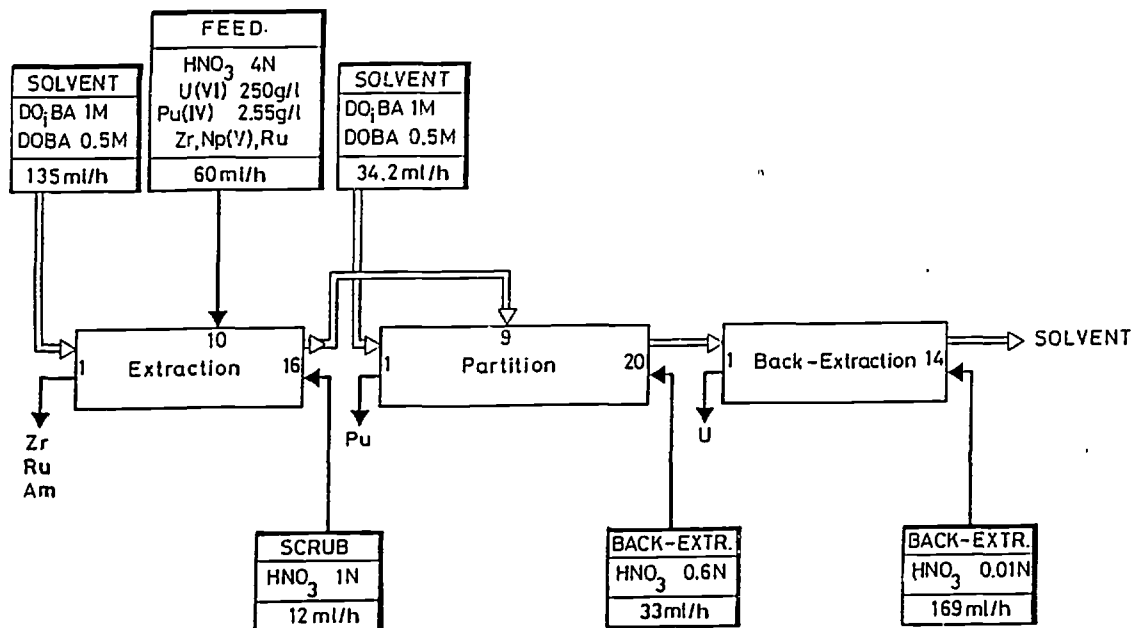 FEED.
HNO3 4N
U(VI) 250g/l
Pu(IV) 2.55g/l
Zr,Np(V),Ru
60ml/h
SOLVENT
DOiBA 1M
DOBA 0.5M
135ml/h
SOLVENT
DOiBA 1M
DOBA 0.5M
34.2ml/h
10
1 Extraction 16
9
1 Partition 20
1 Back-Extraction 14
SOLVENT
Zr
Ru
Am
Pu
U
SCRUB
HNO3 1N
12ml/h
BACK-EXTR.
HNO3 0.6N
33ml/h
BACK-EXTR.
HNO3 0.01N
169ml/h